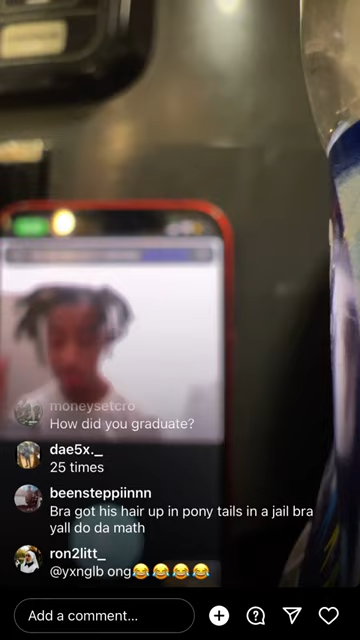 moneysetcro
How did you graduate?
dae5x._
25 times
beensteppiinnn
Bra got his hair up in pony tails in a jail bra
yall do da math
ron2litt_
@yxnglb ong😂😂😂😂
Add a comment...